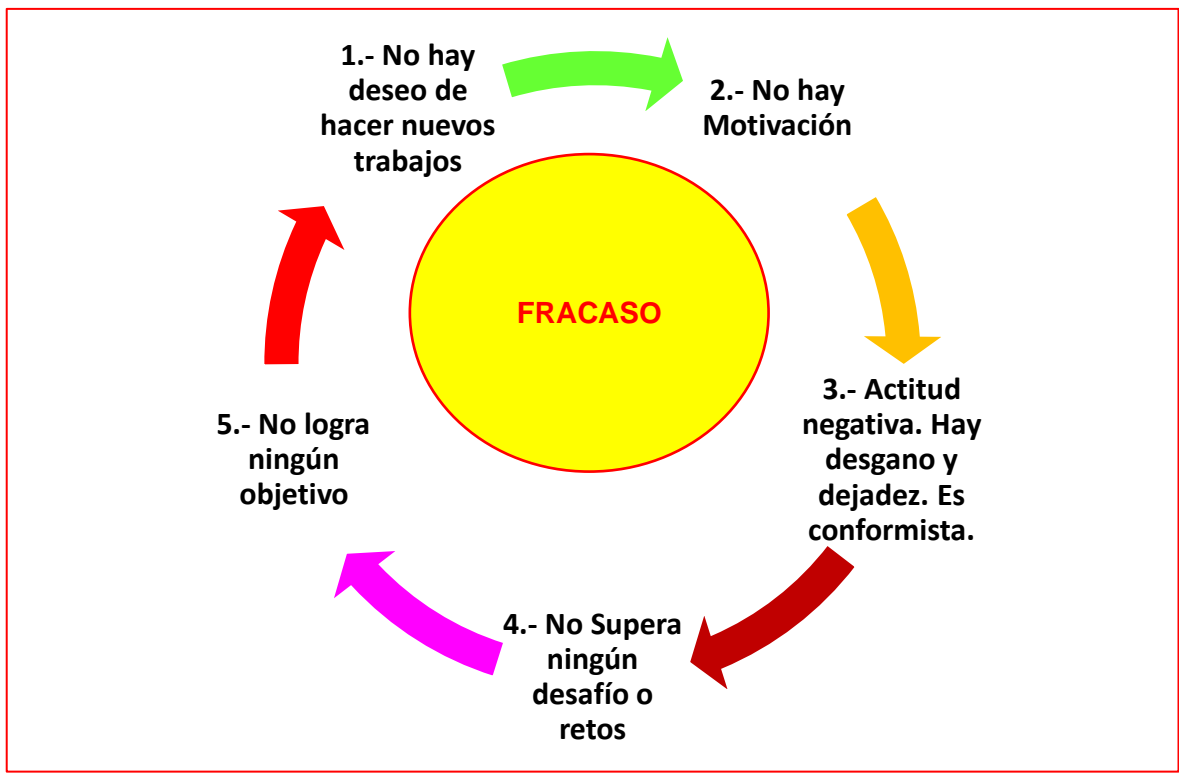 1.- No hay
deseo de
hacer nuevos
trabajos
2.- No hay
Motivación
FRACASO
3.- Actitud
negativa. Hay
desgano y
dejadez. Es
conformista.
4.- No Supera
ningún
desafío o
retos
5.- No logra
ningún
objetivo